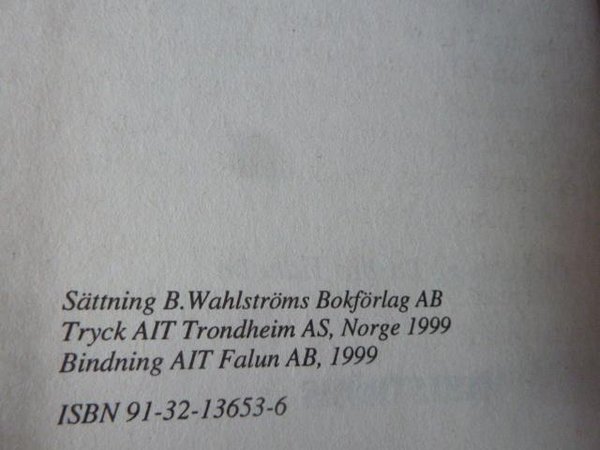 Sättning B.Wahlströms Bokförlag AB
Tryck AIT Trondheim AS, Norge 1999
Bindning AIT Falun AB, 1999
ISBN 91-32-13653-6